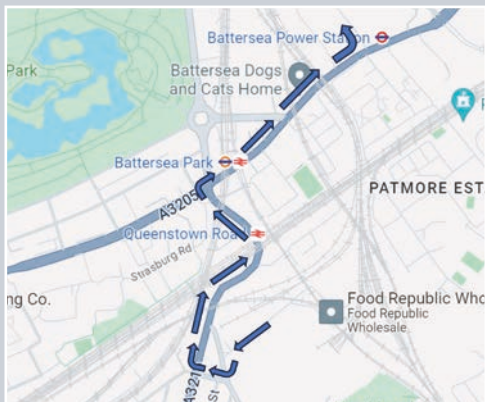 Battersea Power Station
Park
Battersea Dogs
and Cats Home
Battersea Park
PATMORE EST
A3205
Queenstown Road
Strasburg Rd
ng Co.
Food Republic Who
Food Republic
Wholesale
A321
St